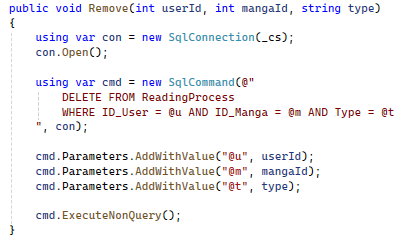 public void Remove(int userId, int mangaId, string type)
{
    using var con = new SqlConnection(_cs);
    con.Open();

    using var cmd = new SqlCommand(@"
        DELETE FROM ReadingProcess
        WHERE ID_User = @u AND ID_Manga = @m AND Type = @t
    ", con);

    cmd.Parameters.AddWithValue("@u", userId);
    cmd.Parameters.AddWithValue("@m", mangaId);
    cmd.Parameters.AddWithValue("@t", type);

    cmd.ExecuteNonQuery();
}